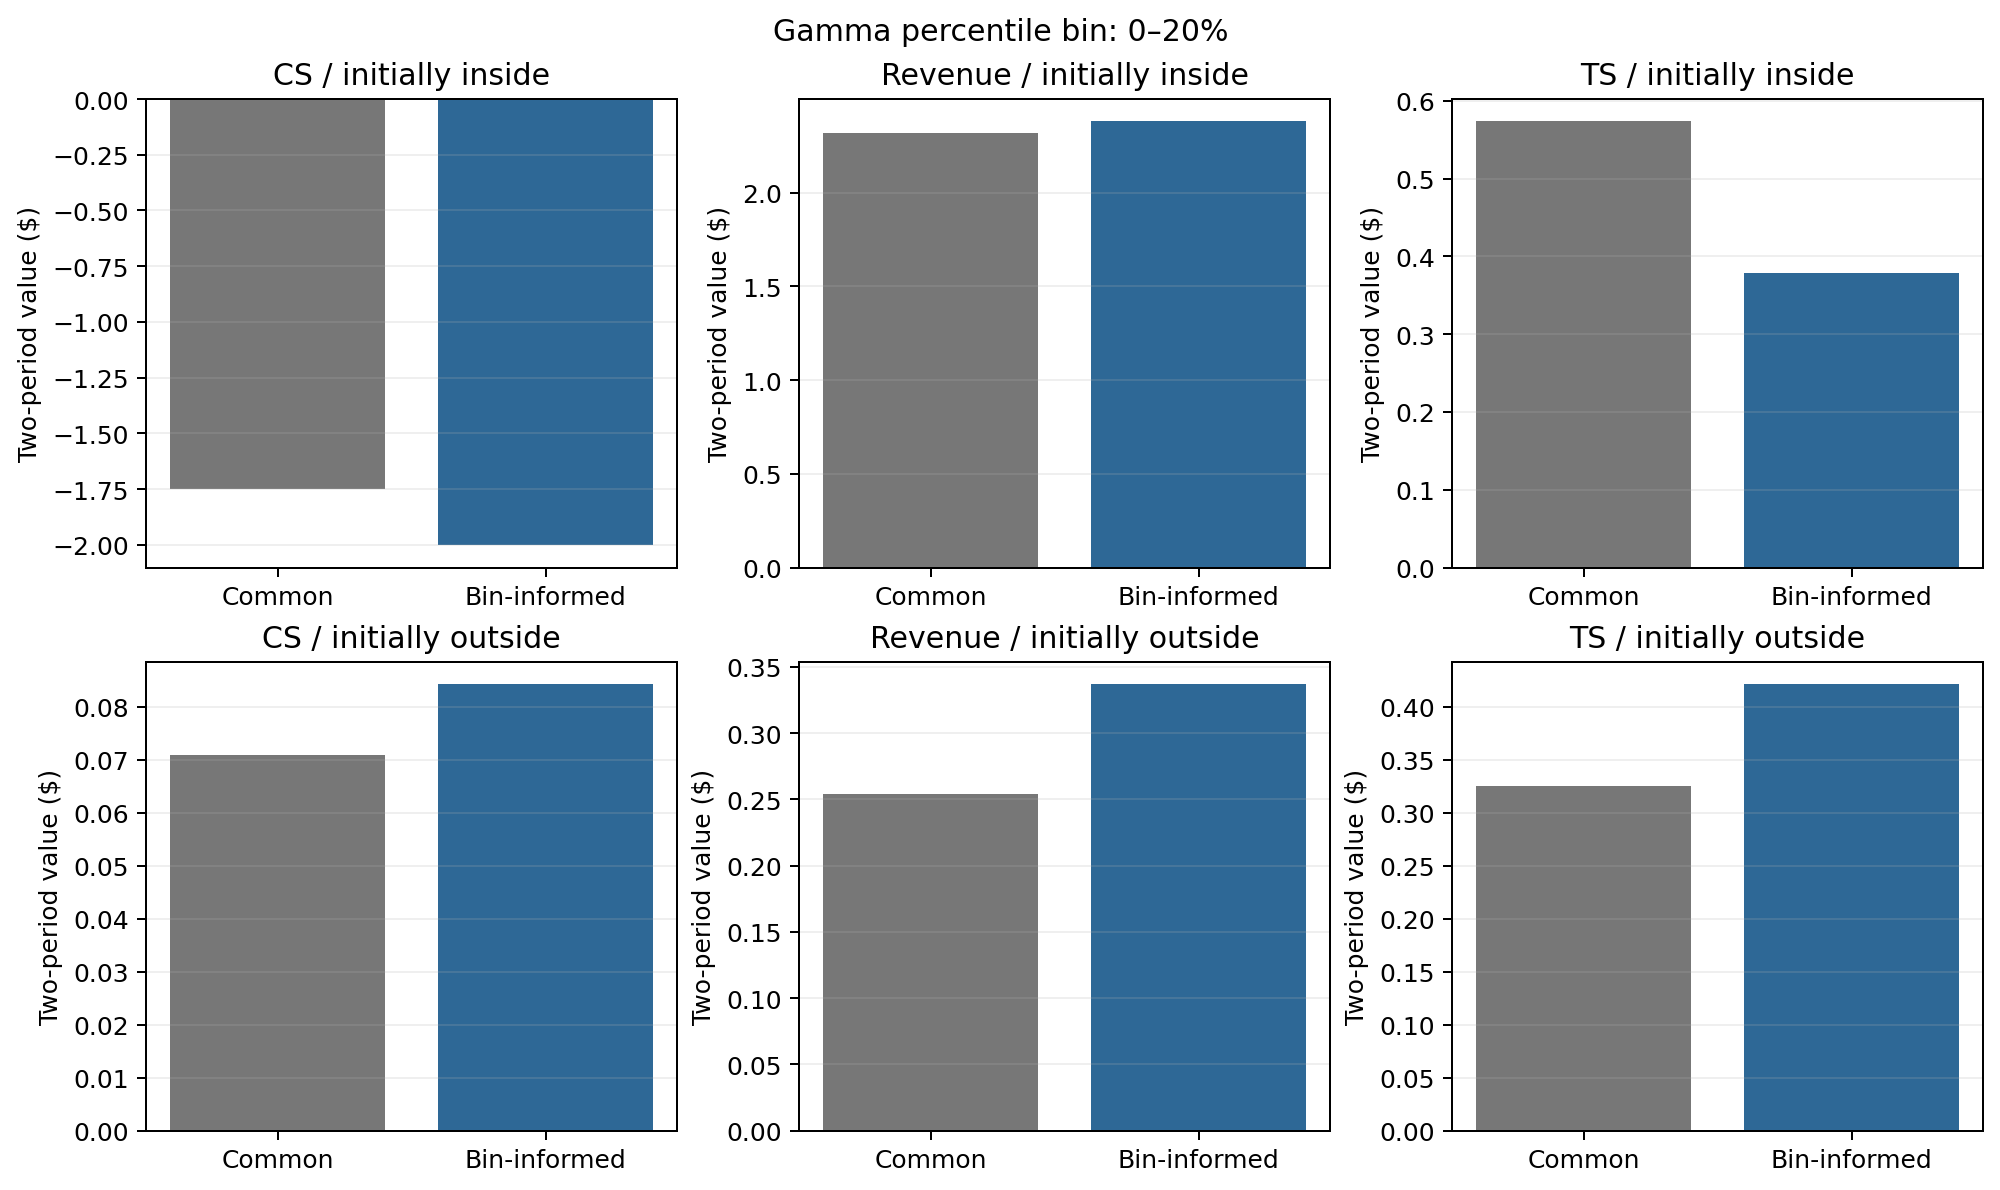 Gamma percentile bin: 0–20%
CS / initially inside
Two-period value ($)
0.00
−0.25
−0.50
−0.75
−1.00
−1.25
−1.50
−1.75
−2.00
Common
Bin-informed
Revenue / initially inside
Two-period value ($)
2.0
1.5
1.0
0.5
0.0
Common
Bin-informed
TS / initially inside
Two-period value ($)
0.6
0.5
0.4
0.3
0.2
0.1
0.0
Common
Bin-informed
CS / initially outside
Two-period value ($)
0.08
0.07
0.06
0.05
0.04
0.03
0.02
0.01
0.00
Common
Bin-informed
Revenue / initially outside
Two-period value ($)
0.35
0.30
0.25
0.20
0.15
0.10
0.05
0.00
Common
Bin-informed
TS / initially outside
Two-period value ($)
0.40
0.35
0.30
0.25
0.20
0.15
0.10
0.05
0.00
Common
Bin-informed